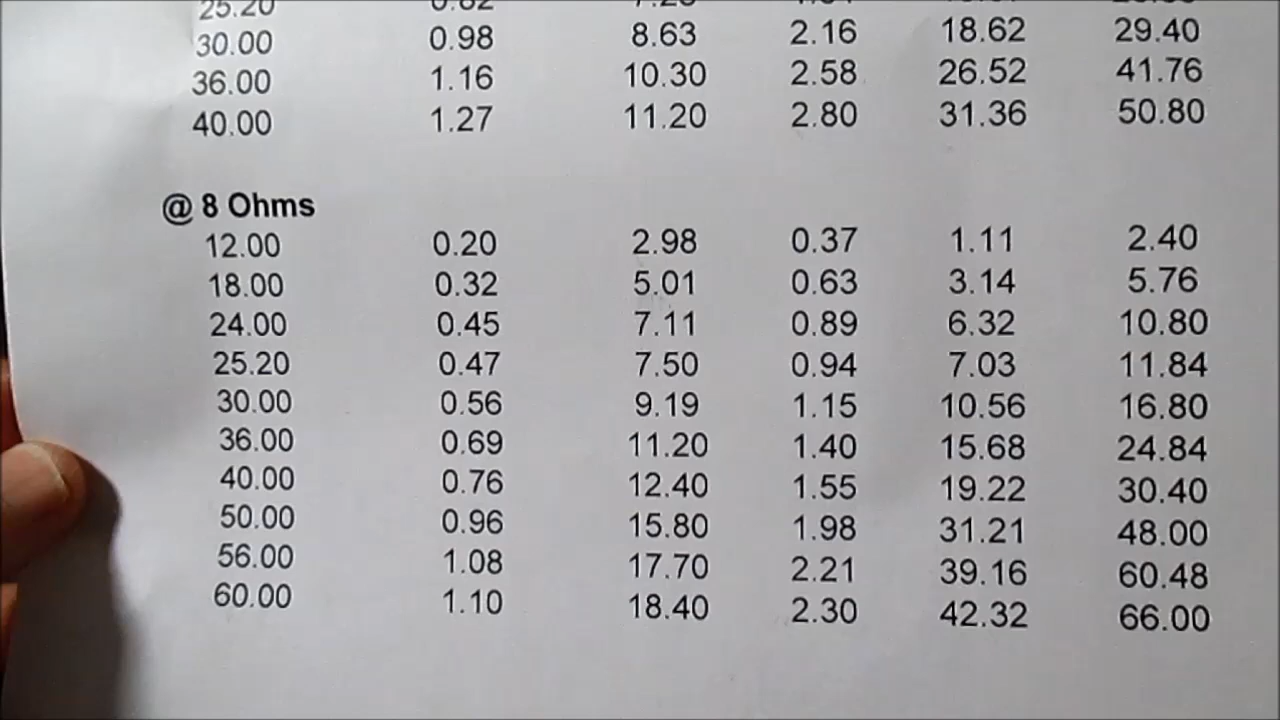 25.20
30.00 0.98 8.63 2.16 18.62 29.40
36.00 1.16 10.30 2.58 26.52 41.76
40.00 1.27 11.20 2.80 31.36 50.80
@ 8 Ohms
12.00 0.20 2.98 0.37 1.11 2.40
18.00 0.32 5.01 0.63 3.14 5.76
24.00 0.45 7.11 0.89 6.32 10.80
25.20 0.47 7.50 0.94 7.03 11.84
30.00 0.56 9.19 1.15 10.56 16.80
36.00 0.69 11.20 1.40 15.68 24.84
40.00 0.76 12.40 1.55 19.22 30.40
50.00 0.96 15.80 1.98 31.21 48.00
56.00 1.08 17.70 2.21 39.16 60.48
60.00 1.10 18.40 2.30 42.32 66.00